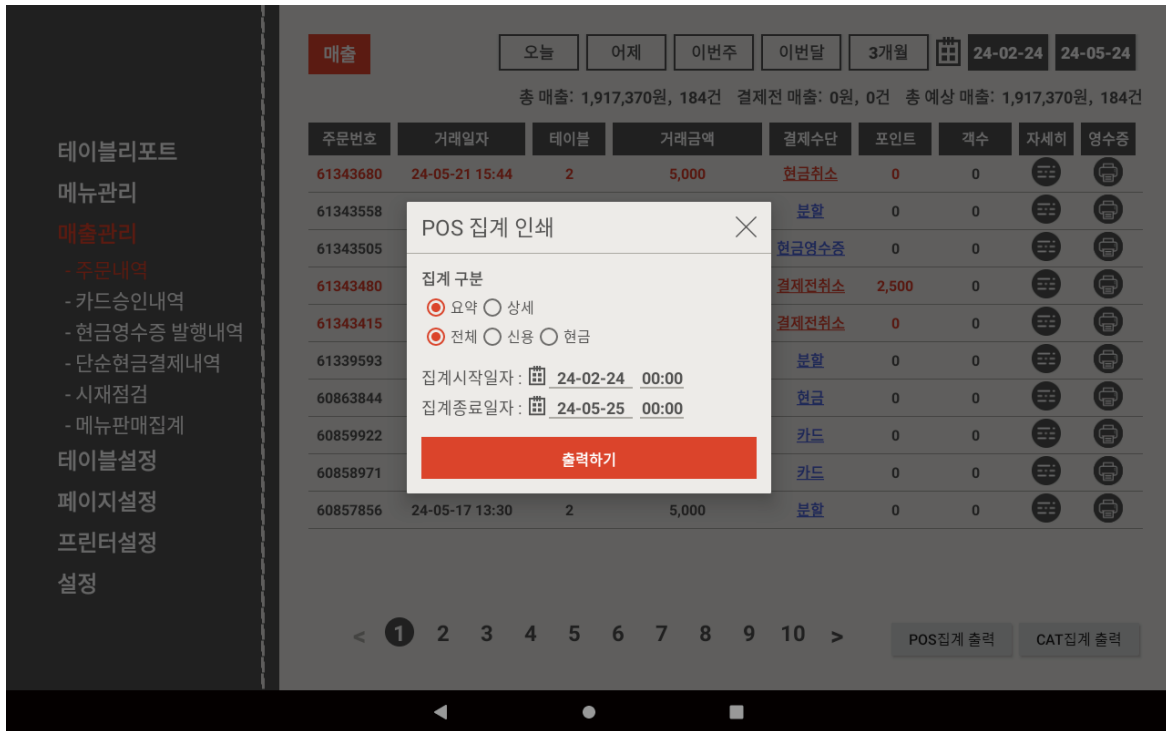 테이블리포트
메뉴관리
매출관리
- 주문내역
- 카드승인내역
- 현금영수증 발행내역
- 단순현금결제내역
- 시재점검
- 메뉴판매집계
테이블설정
페이지설정
프린터설정
설정
매출 오늘 어제 이번주 이번달 3개월 24-02-24 24-05-24
총 매출: 1,917,370원, 184건 결제전 매출: 0원, 0건 총 예상 매출: 1,917,370원, 184건
주문번호 거래일자 테이블 거래금액 결제수단 포인트 객수 자세히 영수증
61343680 24-05-21 15:44 2 5,000 현금취소 0 0
61343558 분할 0 0
61343505 현금영수증 0 0
61343480 결제전취소 2,500 0
61343415 결제전취소 0 0
61339593 분할 0 0
60863844 현금 0 0
60859922 카드 0 0
60858971 카드 0 0
60857856 24-05-17 13:30 2 5,000 분할 0 0
POS 집계 인쇄
집계 구분
요약 상세
전체 신용 현금
집계시작일자 : 24-02-24 00:00
집계종료일자 : 24-05-25 00:00
출력하기
< 1 2 3 4 5 6 7 8 9 10 >
POS집계 출력 CAT집계 출력